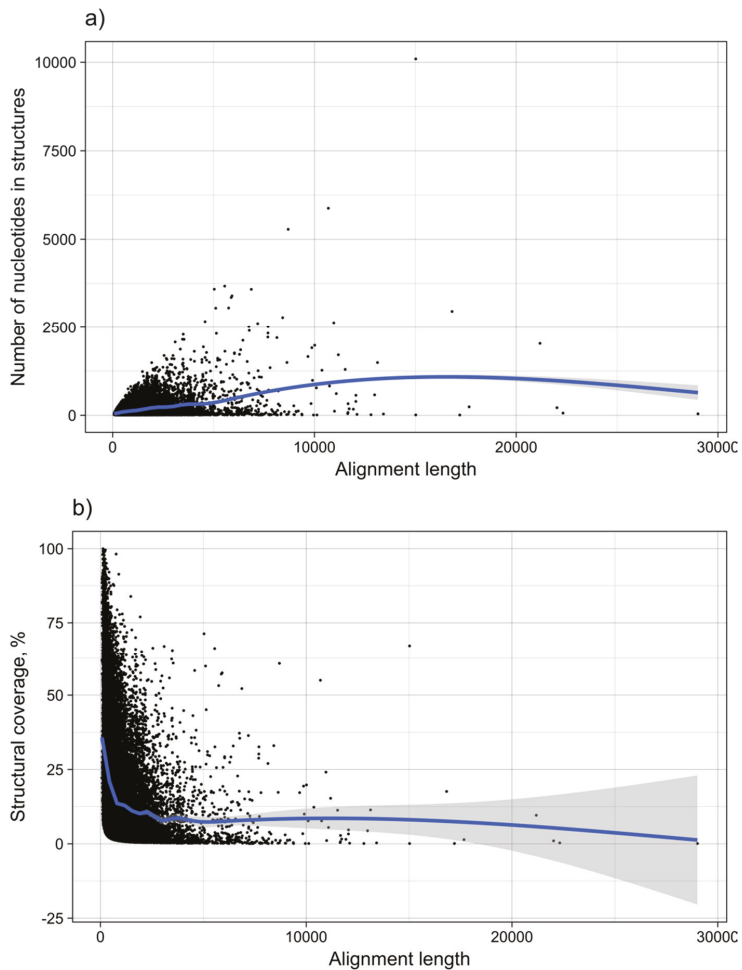 a)
10000
7500
5000
2500
0
Number of nucleotides in structures
0 10000 20000 30000
Alignment length
b)
100
75
50
25
0
-25
Structural coverage, %
0 10000 20000 30000
Alignment length